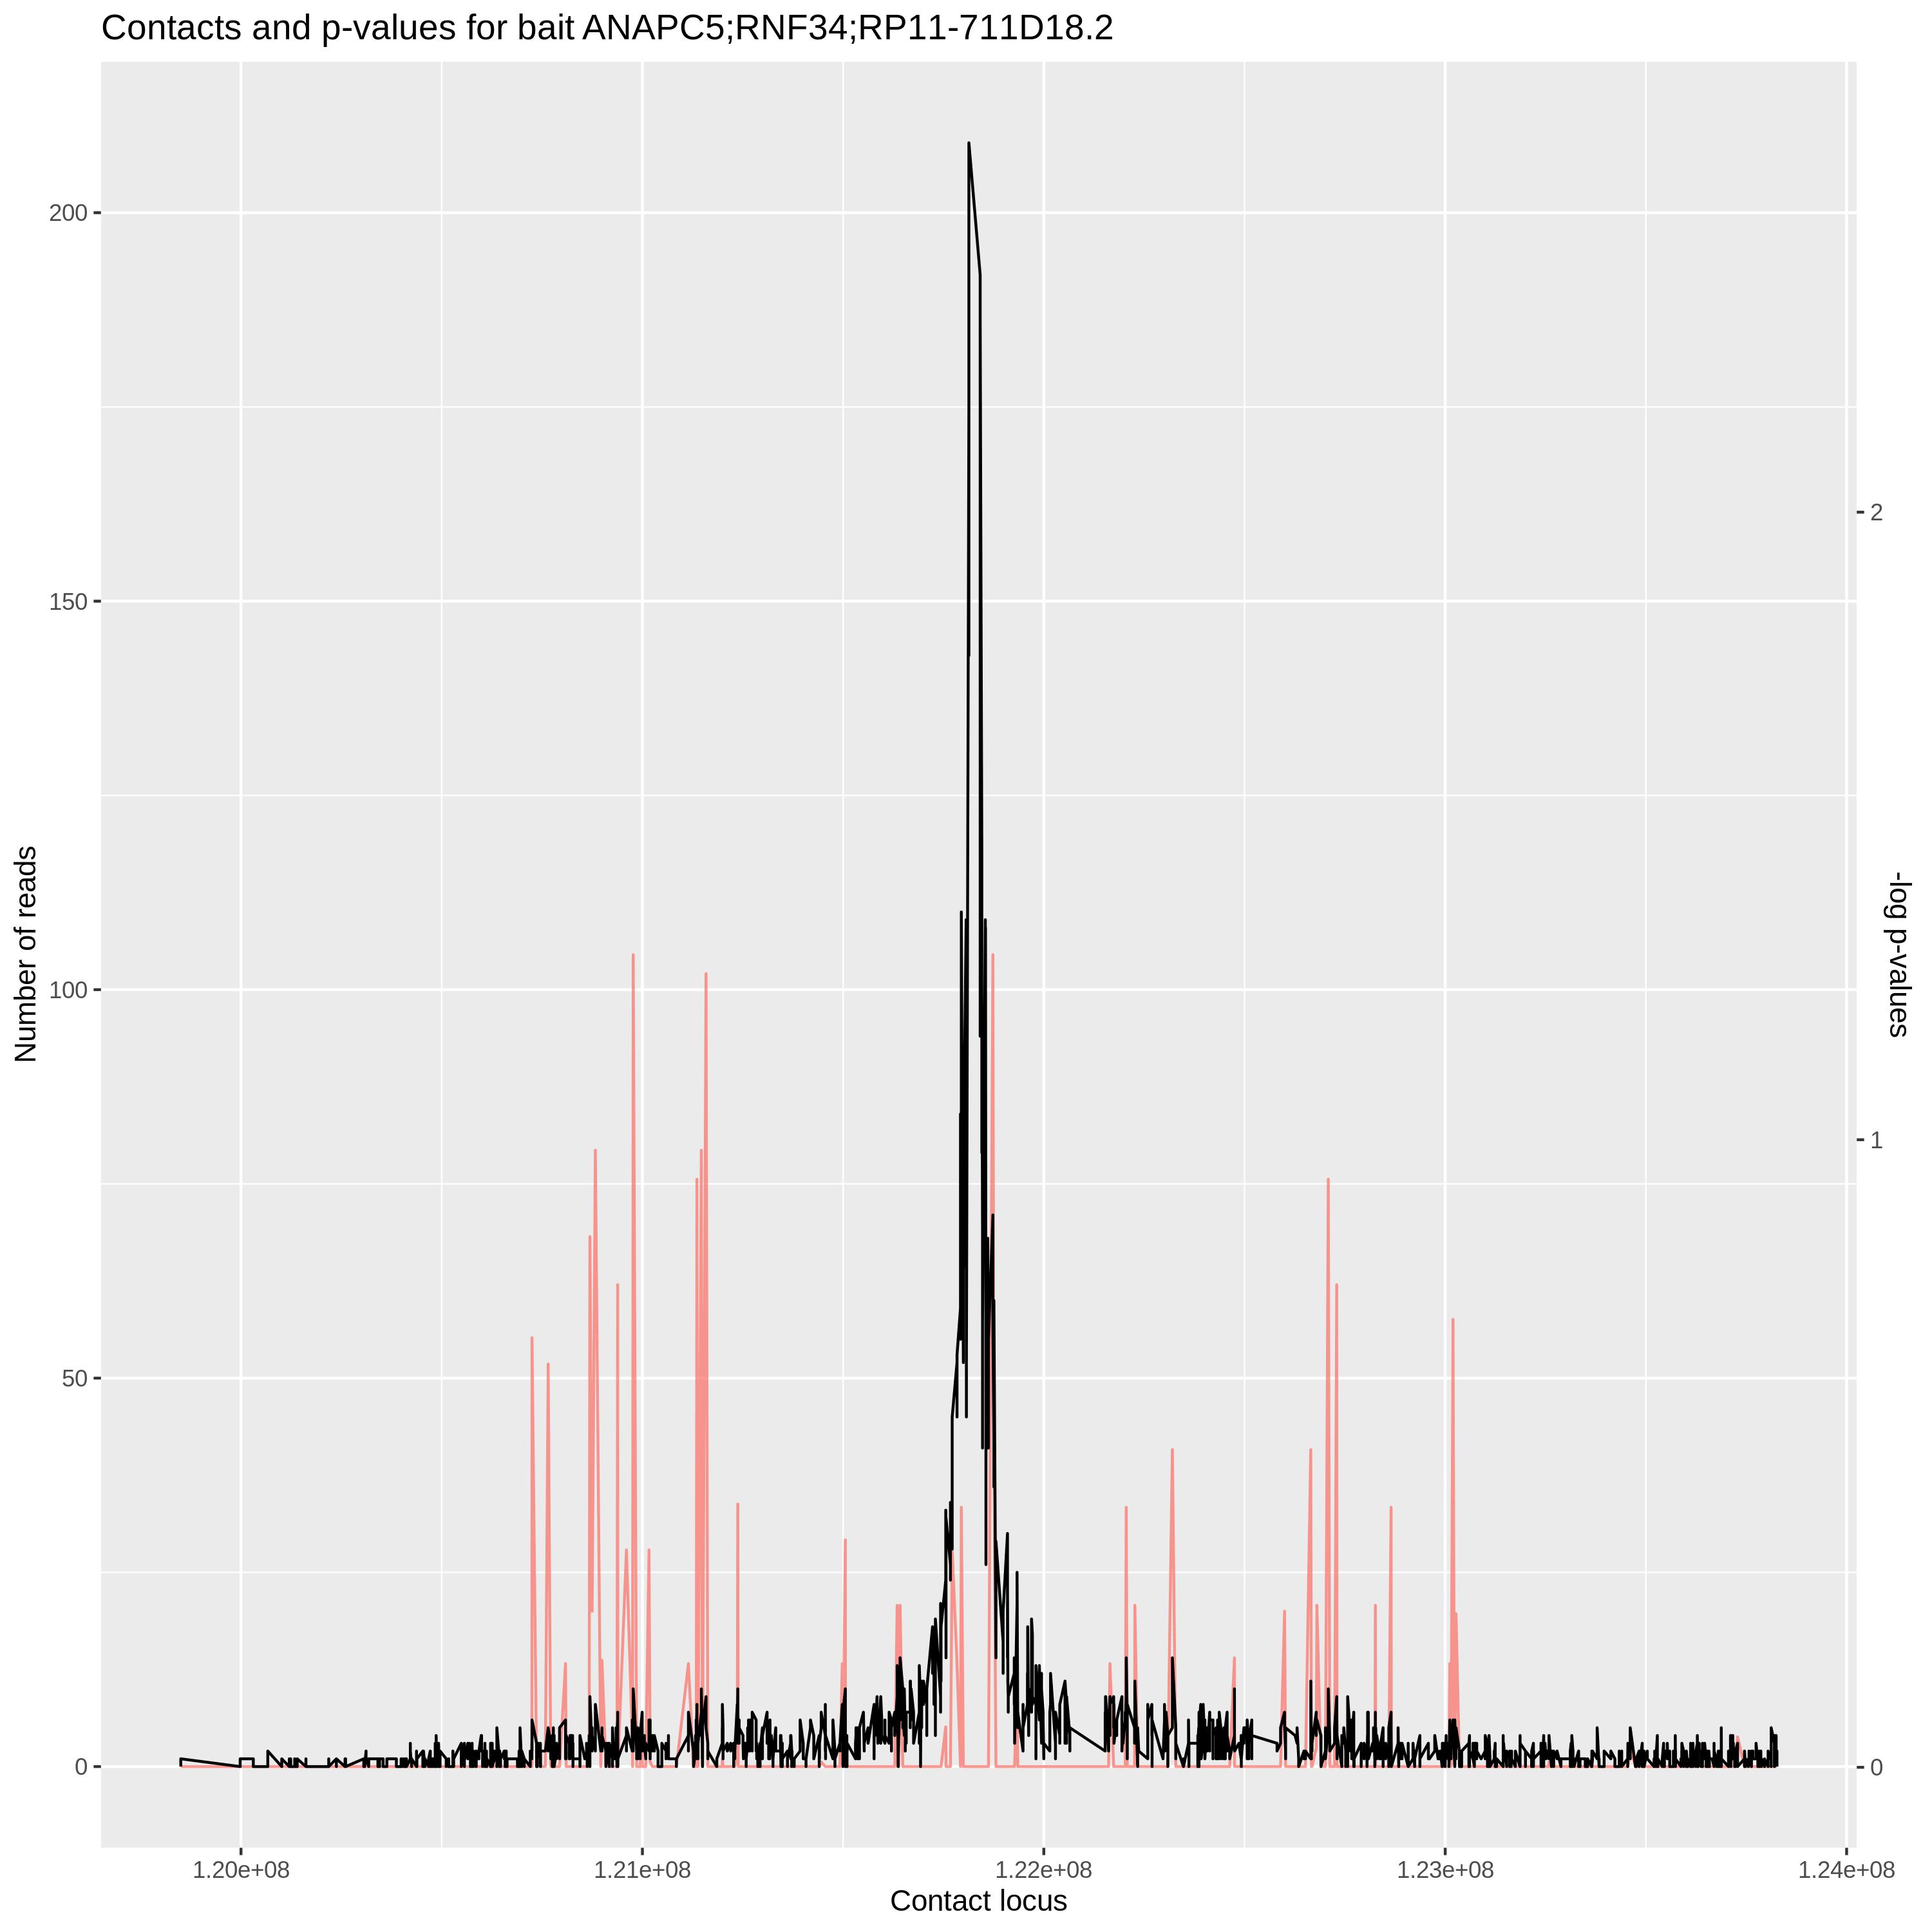 Contacts and p-values for bait ANAPC5;RNF34;RP11-711D18.2
200
150
100
50
0
Number of reads
2
1
0
-log p-values
1.20e+08 1.21e+08 1.22e+08 1.23e+08 1.24e+08
Contact locus